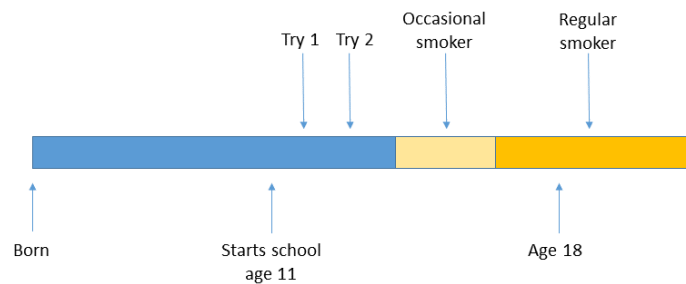 Occasional
smoker
Regular
smoker
Try 1
Try 2
Born
Starts school
age 11
Age 18